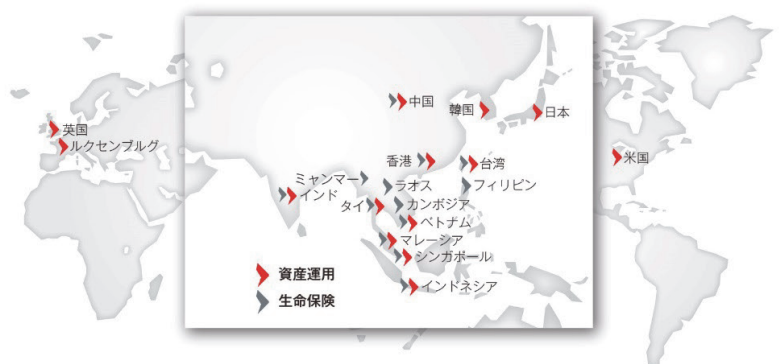 中国
韓国
日本
英国
ルクセンブルグ
香港
台湾
米国
ミャンマー
ラオス
フィリピン
インド
タイ
カンボジア
ベトナム
マレーシア
シンガポール
資産運用
インドネシア
生命保険